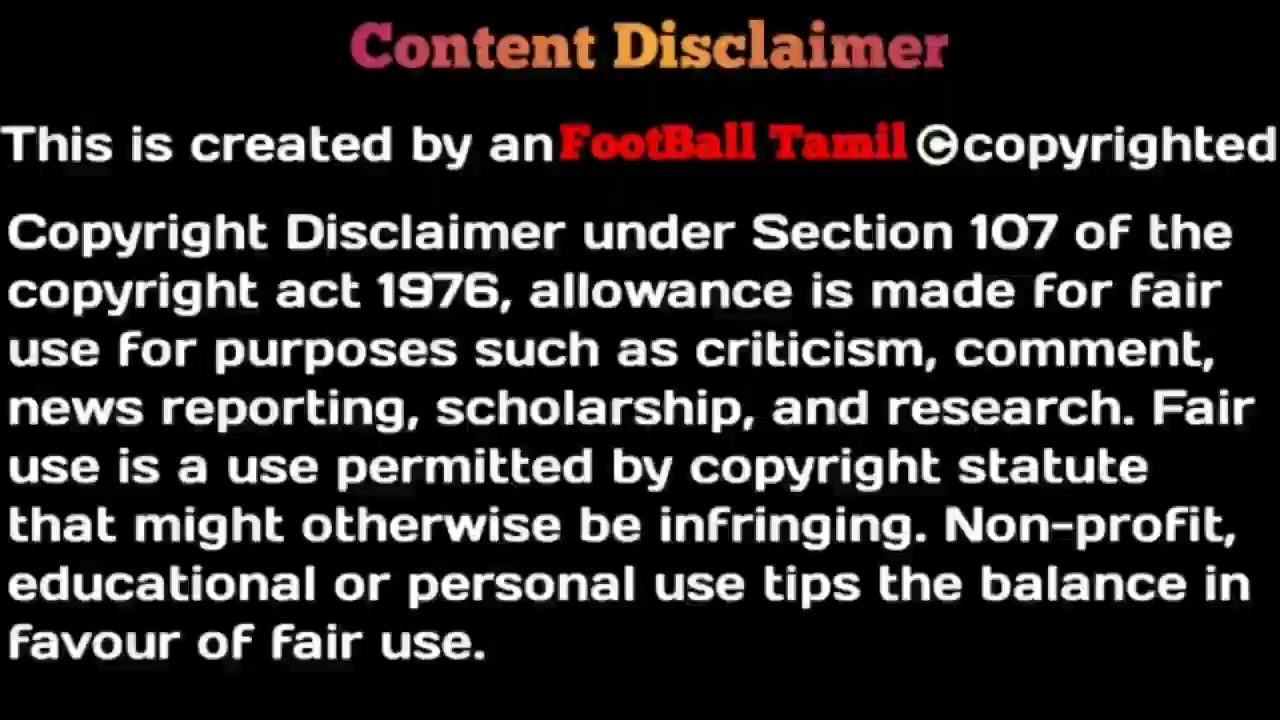 Content Disclaimer
This is created by an FootBall Tamil ©copyrighted
Copyright Disclaimer under Section 107 of the
copyright act 1976, allowance is made for fair
use for purposes such as criticism, comment,
news reporting, scholarship, and research. Fair
use is a use permitted by copyright statute
that might otherwise be infringing. Non-profit,
educational or personal use tips the balance in
favour of fair use.